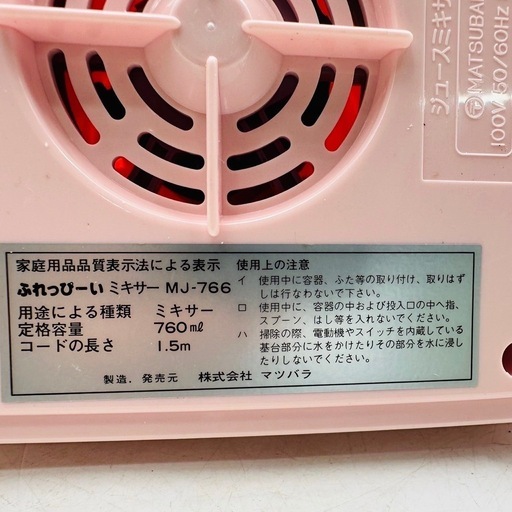 ジュースミキサ
MATSUBA
100V 50/60Hz
家庭用品品質表示法による表示
ふれっぴーい ミキサー MJ-766
用途による種類 ミキサー
定格容量 760㎖
コードの長さ 1.5m
使用上の注意
イ 使用中に容器、ふた等の取り付け、取りはず
しは行なわないで下さい。
ロ 使用中に、容器の中および投入口の中へ指、
スプーン、はし等を入れないでください。
ハ 掃除の際、電動機やスイッチを内蔵している
基台部分に水をかけたりその部分を水に浸し
たりしないでください。
製造、発売元 株式会社 マツバラ